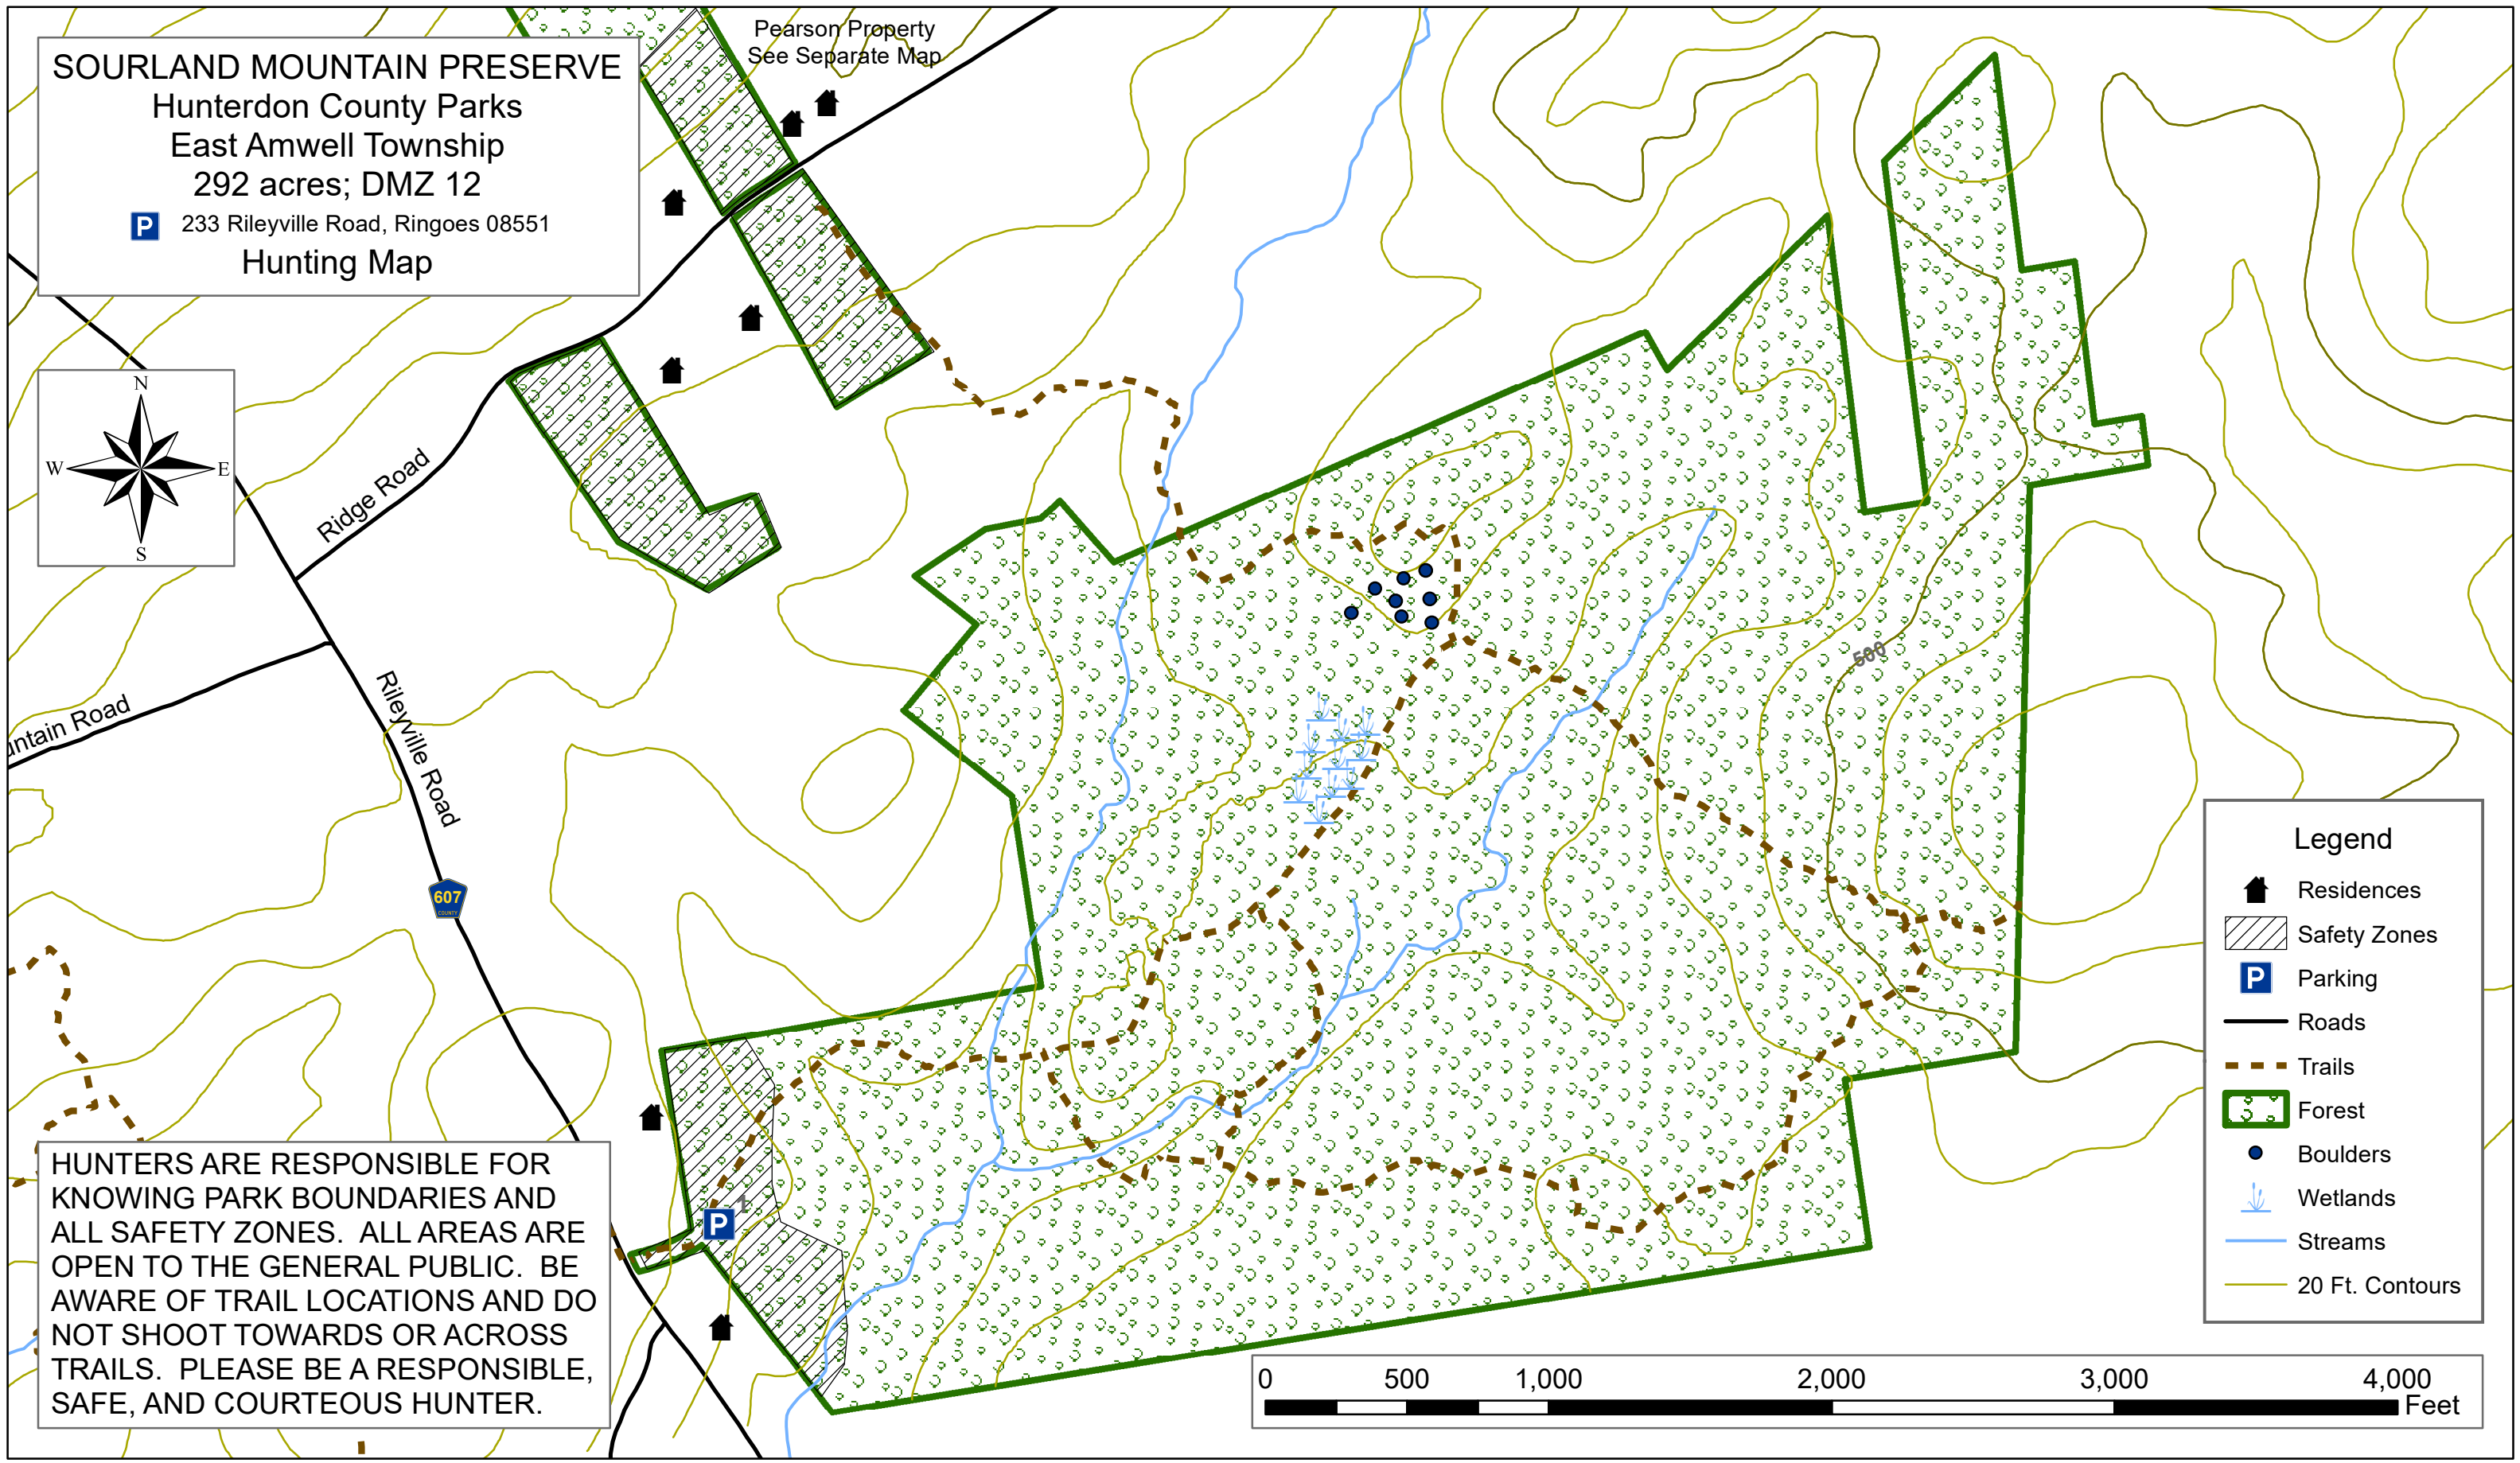 Pearson Property
See Separate Map
SOURLAND MOUNTAIN PRESERVE
Hunterdon County Parks
East Amwell Township
292 acres; DMZ 12
P 233 Rileyville Road, Ringoes 08551
Hunting Map
N
W E
S
Ridge Road
untain Road
Rileyville Road
607
COUNTY
500
1
P
HUNTERS ARE RESPONSIBLE FOR
KNOWING PARK BOUNDARIES AND
ALL SAFETY ZONES. ALL AREAS ARE
OPEN TO THE GENERAL PUBLIC. BE
AWARE OF TRAIL LOCATIONS AND DO
NOT SHOOT TOWARDS OR ACROSS
TRAILS. PLEASE BE A RESPONSIBLE,
SAFE, AND COURTEOUS HUNTER.
Legend
Residences
Safety Zones
P Parking
Roads
Trails
Forest
Boulders
Wetlands
Streams
20 Ft. Contours
0 500 1,000 2,000 3,000 4,000
Feet